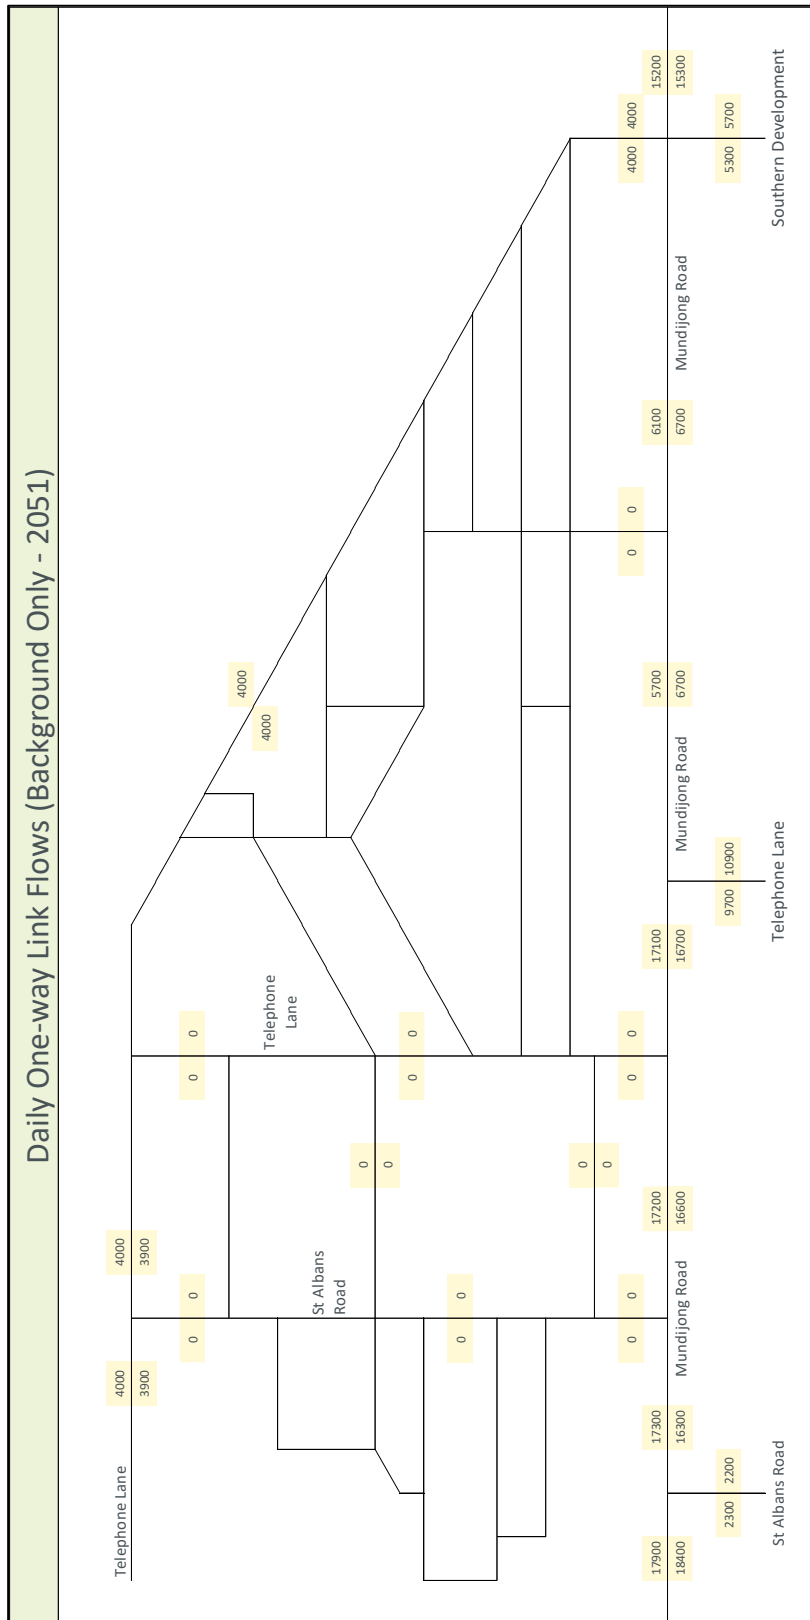 Daily One-way Link Flows (Background Only - 2051)
Telephone Lane 4000 4000
3900 3900
0 0 0 0
4000
4000
Telephone
Lane
St Albans
Road
0
0
0 0
0 0
0
0
0 0 0 0 0 0 4000 4000
17900 17300 17200 17100 5700 6100 15200
18400 16300 Mundijong Road 16600 16700 Mundijong Road 6700 6700 Mundijong Road 15300
2300 2200 9700 10900 5300 5700
St Albans Road Telephone Lane Southern Development